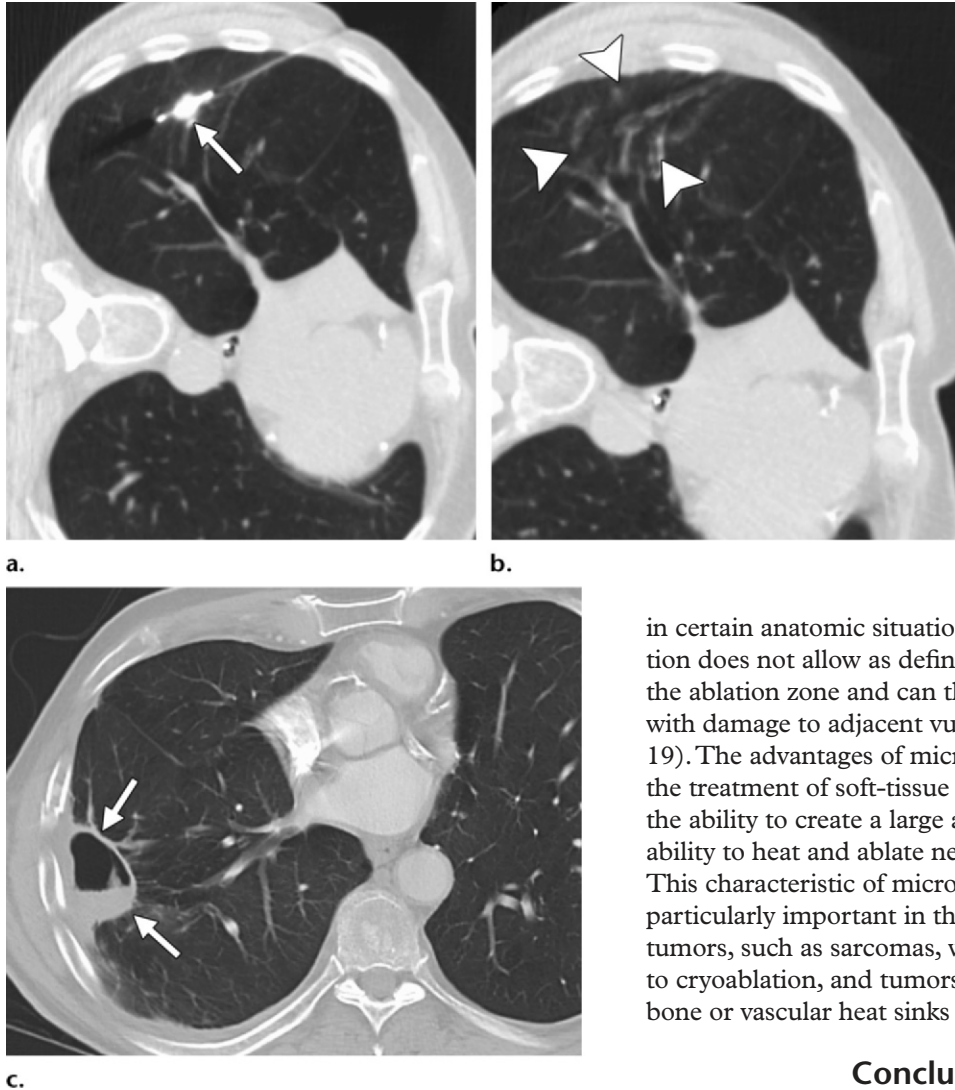 a.
b.
in certain anatomic situation
tion does not allow as defin
the ablation zone and can th
with damage to adjacent vu
19). The advantages of micr
the treatment of soft-tissue
the ability to create a large a
ability to heat and ablate ne
This characteristic of micro
particularly important in th
tumors, such as sarcomas, w
to cryoablation, and tumors
bone or vascular heat sinks
Conclu
c.